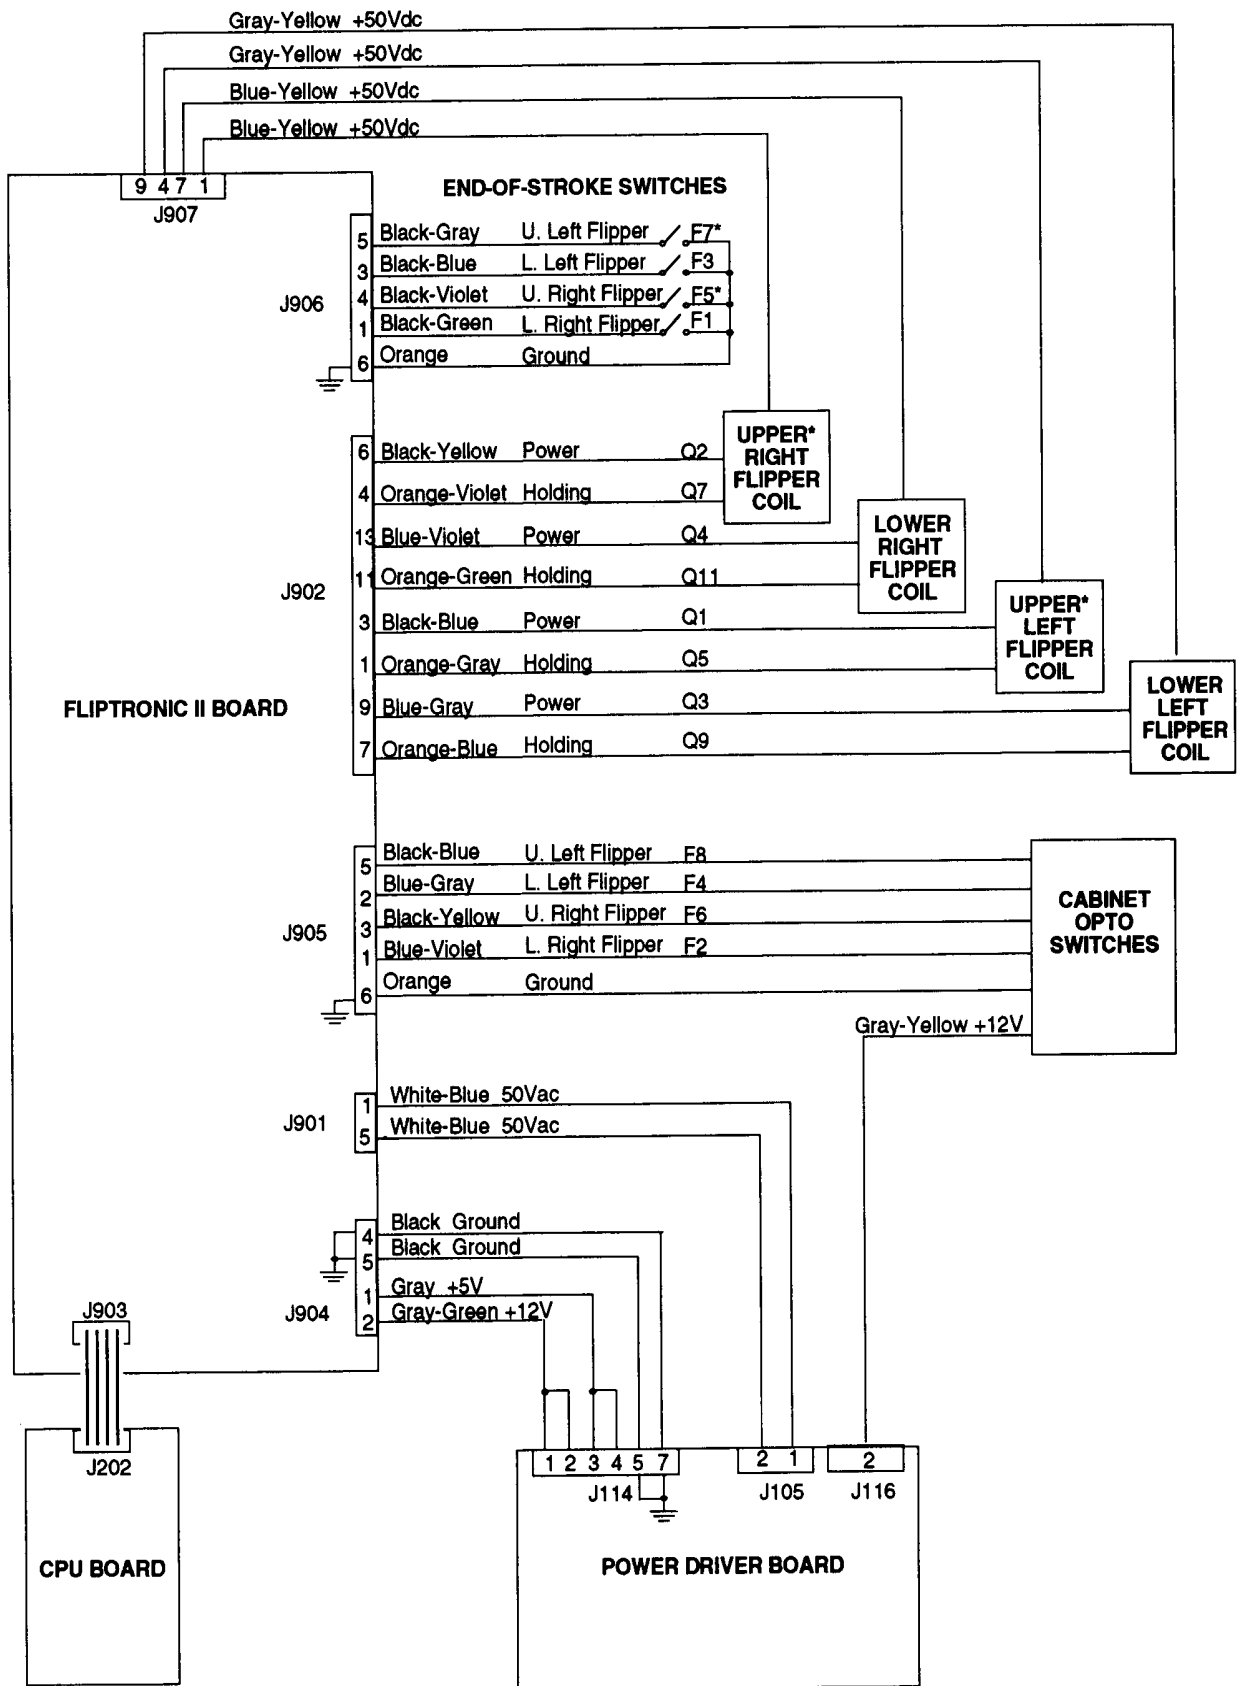 Gray-Yellow +50Vdc
Gray-Yellow +50Vdc
Blue-Yellow +50Vdc
Blue-Yellow +50Vdc
9 4 7 1
J907
END-OF-STROKE SWITCHES
J906
5 Black-Gray U. Left Flipper F7*
3 Black-Blue L. Left Flipper F3
4 Black-Violet U. Right Flipper F5*
1 Black-Green L. Right Flipper F1
6 Orange Ground
J902
6 Black-Yellow Power Q2
4 Orange-Violet Holding Q7
13 Blue-Violet Power Q4
11 Orange-Green Holding Q11
3 Black-Blue Power Q1
1 Orange-Gray Holding Q5
9 Blue-Gray Power Q3
7 Orange-Blue Holding Q9
UPPER*
RIGHT
FLIPPER
COIL
LOWER
RIGHT
FLIPPER
COIL
UPPER*
LEFT
FLIPPER
COIL
LOWER
LEFT
FLIPPER
COIL
FLIPTRONIC II BOARD
J905
5 Black-Blue U. Left Flipper F8
2 Blue-Gray L. Left Flipper F4
3 Black-Yellow U. Right Flipper F6
1 Blue-Violet L. Right Flipper F2
6 Orange Ground
CABINET
OPTO
SWITCHES
Gray-Yellow +12V
J901
1 White-Blue 50Vac
5 White-Blue 50Vac
J904
4 Black Ground
5 Black Ground
1 Gray +5V
2 Gray-Green +12V
J903
J202
CPU BOARD
1 2 3 4 5 7
J114
2 1
J105
2
J116
POWER DRIVER BOARD